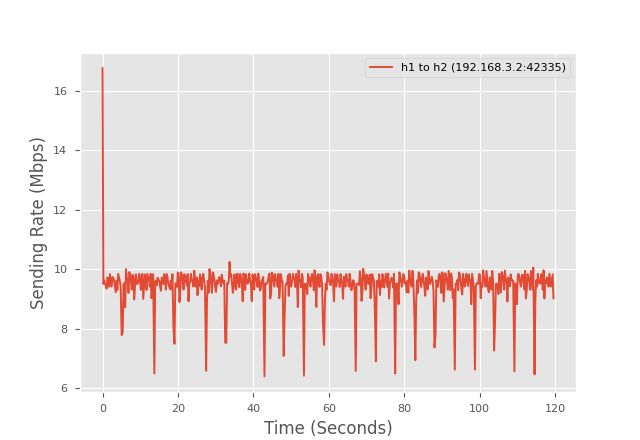 h1 to h2 (192.168.3.2:42335)
16
14
12
10
8
6
Sending Rate (Mbps)
0 20 40 60 80 100 120
Time (Seconds)